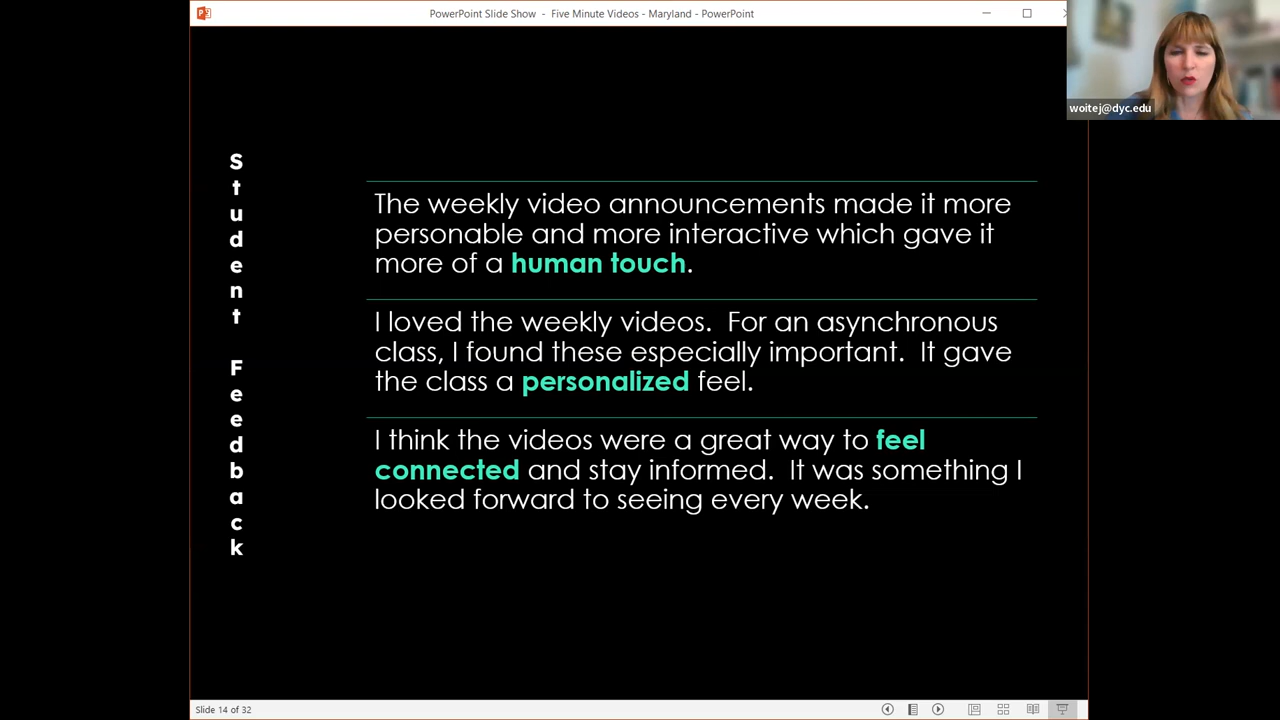 PowerPoint Slide Show - Five Minute Videos - Maryland - PowerPoint
woitej@dyc.edu
Student Feedback
The weekly video announcements made it more
personable and more interactive which gave it
more of a human touch.
I loved the weekly videos. For an asynchronous
class, I found these especially important. It gave
the class a personalized feel.
I think the videos were a great way to feel
connected and stay informed. It was something I
looked forward to seeing every week.
Slide 14 of 32